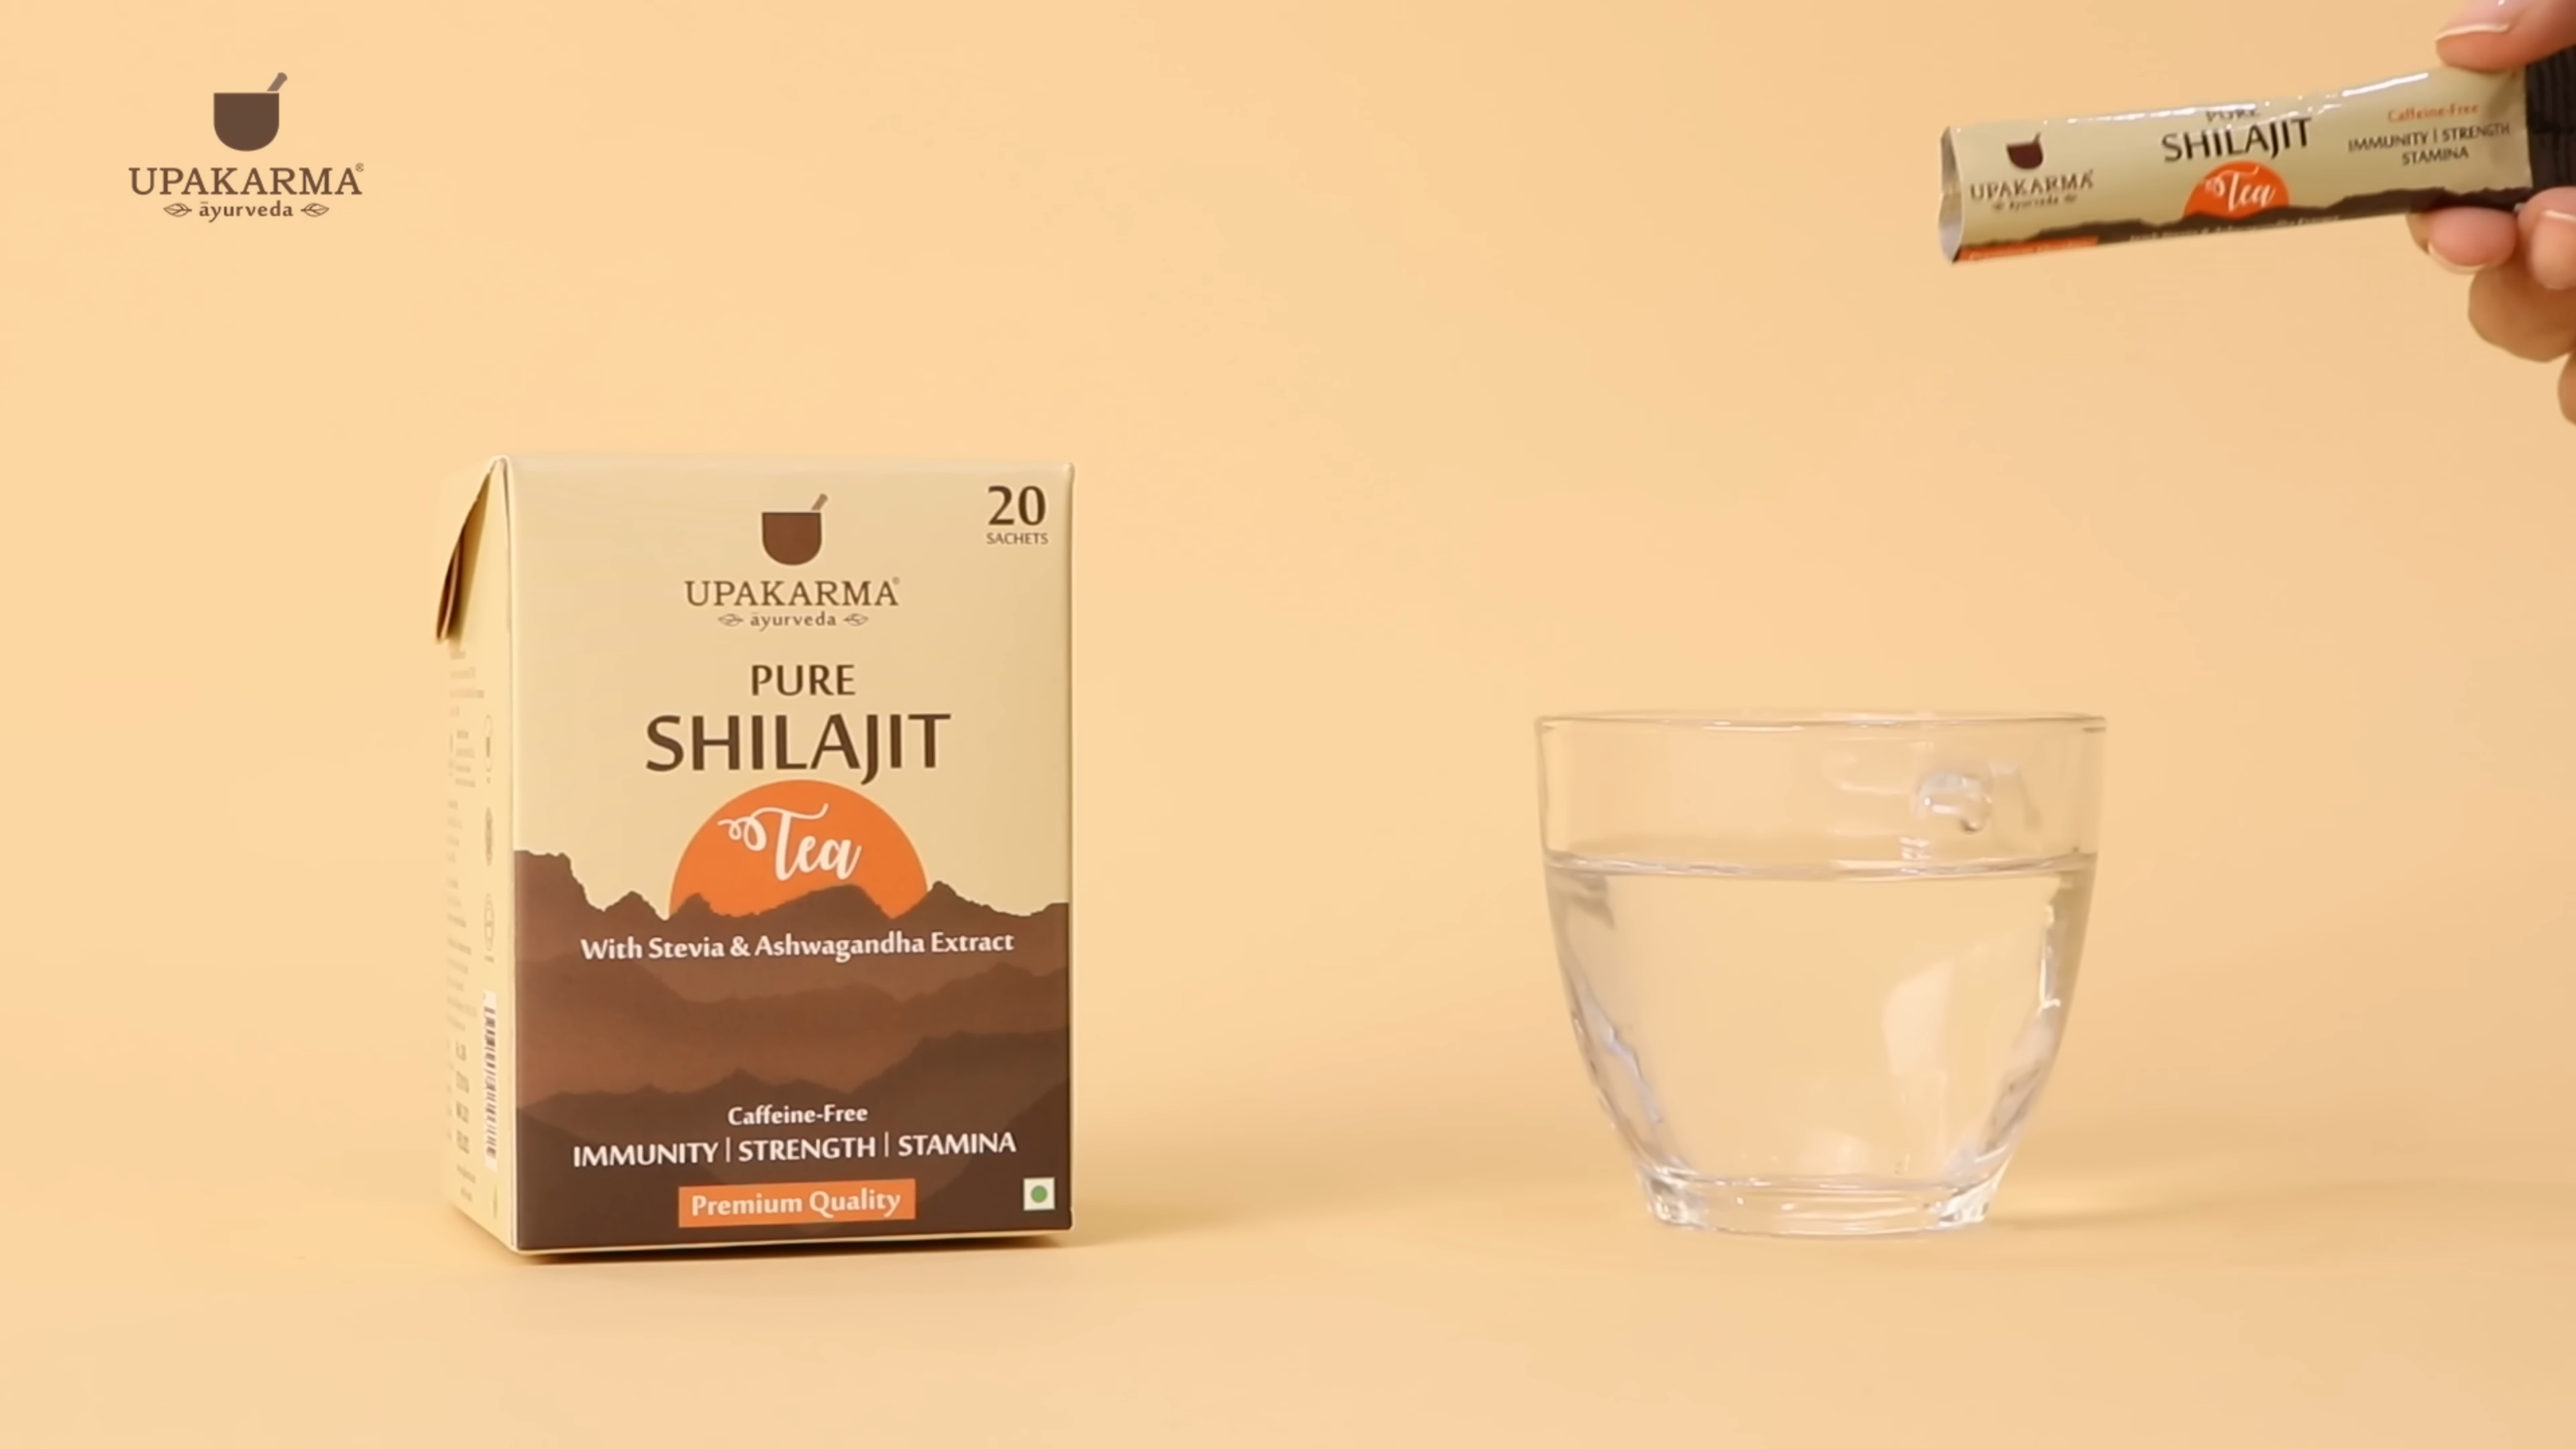 UPAKARMA®
āyurveda
PURE
SHILAJIT
Tea
Caffeine-Free
IMMUNITY | STRENGTH
STAMINA
UPAKARMA
āyurveda
20
SACHETS
UPAKARMA®
āyurveda
PURE
SHILAJIT
Tea
With Stevia & Ashwagandha Extract
Caffeine-Free
IMMUNITY | STRENGTH | STAMINA
Premium Quality